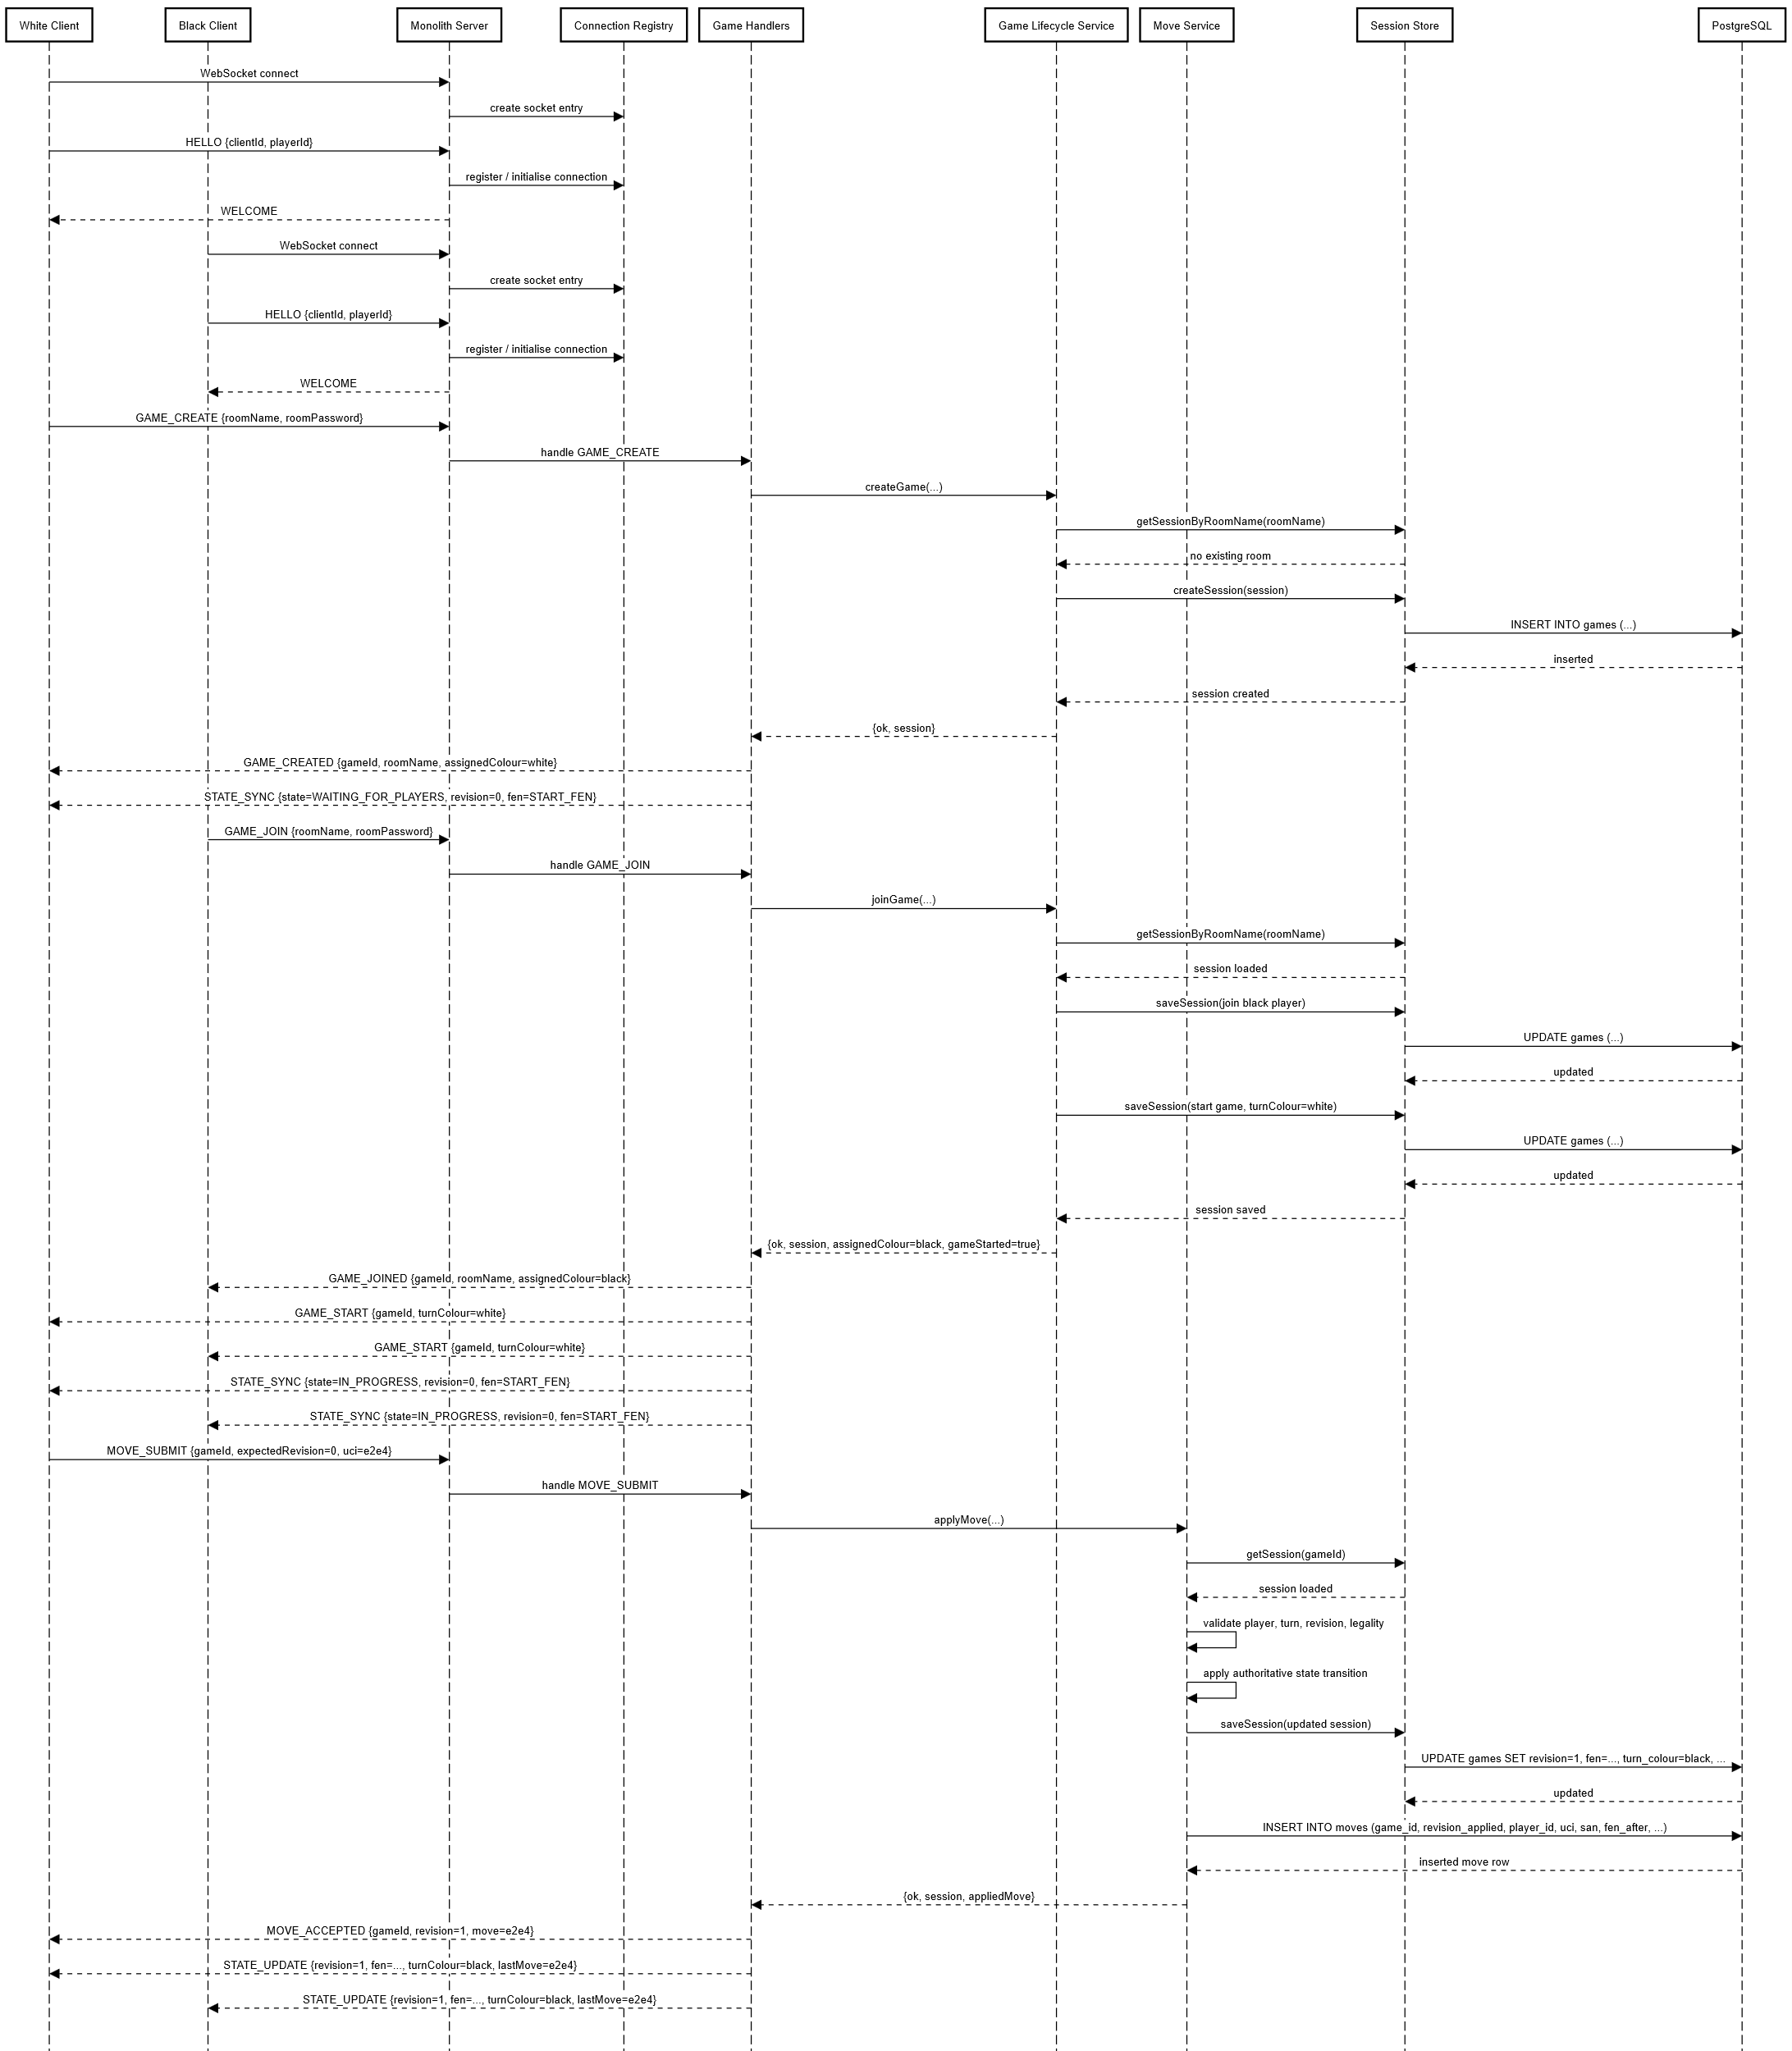 White Client
Black Client
Monolith Server
Connection Registry
Game Handlers
Game Lifecycle Service
Move Service
Session Store
PostgreSQL
WebSocket connect
create socket entry
HELLO {clientId, playerId}
register / initialise connection
WELCOME
WebSocket connect
create socket entry
HELLO {clientId, playerId}
register / initialise connection
WELCOME
GAME_CREATE {roomName, roomPassword}
handle GAME_CREATE
createGame(...)
getSessionByRoomName(roomName)
no existing room
createSession(session)
INSERT INTO games (...)
inserted
session created
{ok, session}
GAME_CREATED {gameId, roomName, assignedColour=white}
STATE_SYNC {state=WAITING_FOR_PLAYERS, revision=0, fen=START_FEN}
GAME_JOIN {roomName, roomPassword}
handle GAME_JOIN
joinGame(...)
getSessionByRoomName(roomName)
session loaded
saveSession(join black player)
UPDATE games (...)
updated
saveSession(start game, turnColour=white)
UPDATE games (...)
updated
session saved
{ok, session, assignedColour=black, gameStarted=true}
GAME_JOINED {gameId, roomName, assignedColour=black}
GAME_START {gameId, turnColour=white}
GAME_START {gameId, turnColour=white}
STATE_SYNC {state=IN_PROGRESS, revision=0, fen=START_FEN}
STATE_SYNC {state=IN_PROGRESS, revision=0, fen=START_FEN}
MOVE_SUBMIT {gameId, expectedRevision=0, uci=e2e4}
handle MOVE_SUBMIT
applyMove(...)
getSession(gameId)
session loaded
validate player, turn, revision, legality
apply authoritative state transition
saveSession(updated session)
UPDATE games SET revision=1, fen=..., turn_colour=black, ...
updated
INSERT INTO moves (game_id, revision_applied, player_id, uci, san, fen_after, ...)
inserted move row
{ok, session, appliedMove}
MOVE_ACCEPTED {gameId, revision=1, move=e2e4}
STATE_UPDATE {revision=1, fen=..., turnColour=black, lastMove=e2e4}
STATE_UPDATE {revision=1, fen=..., turnColour=black, lastMove=e2e4}